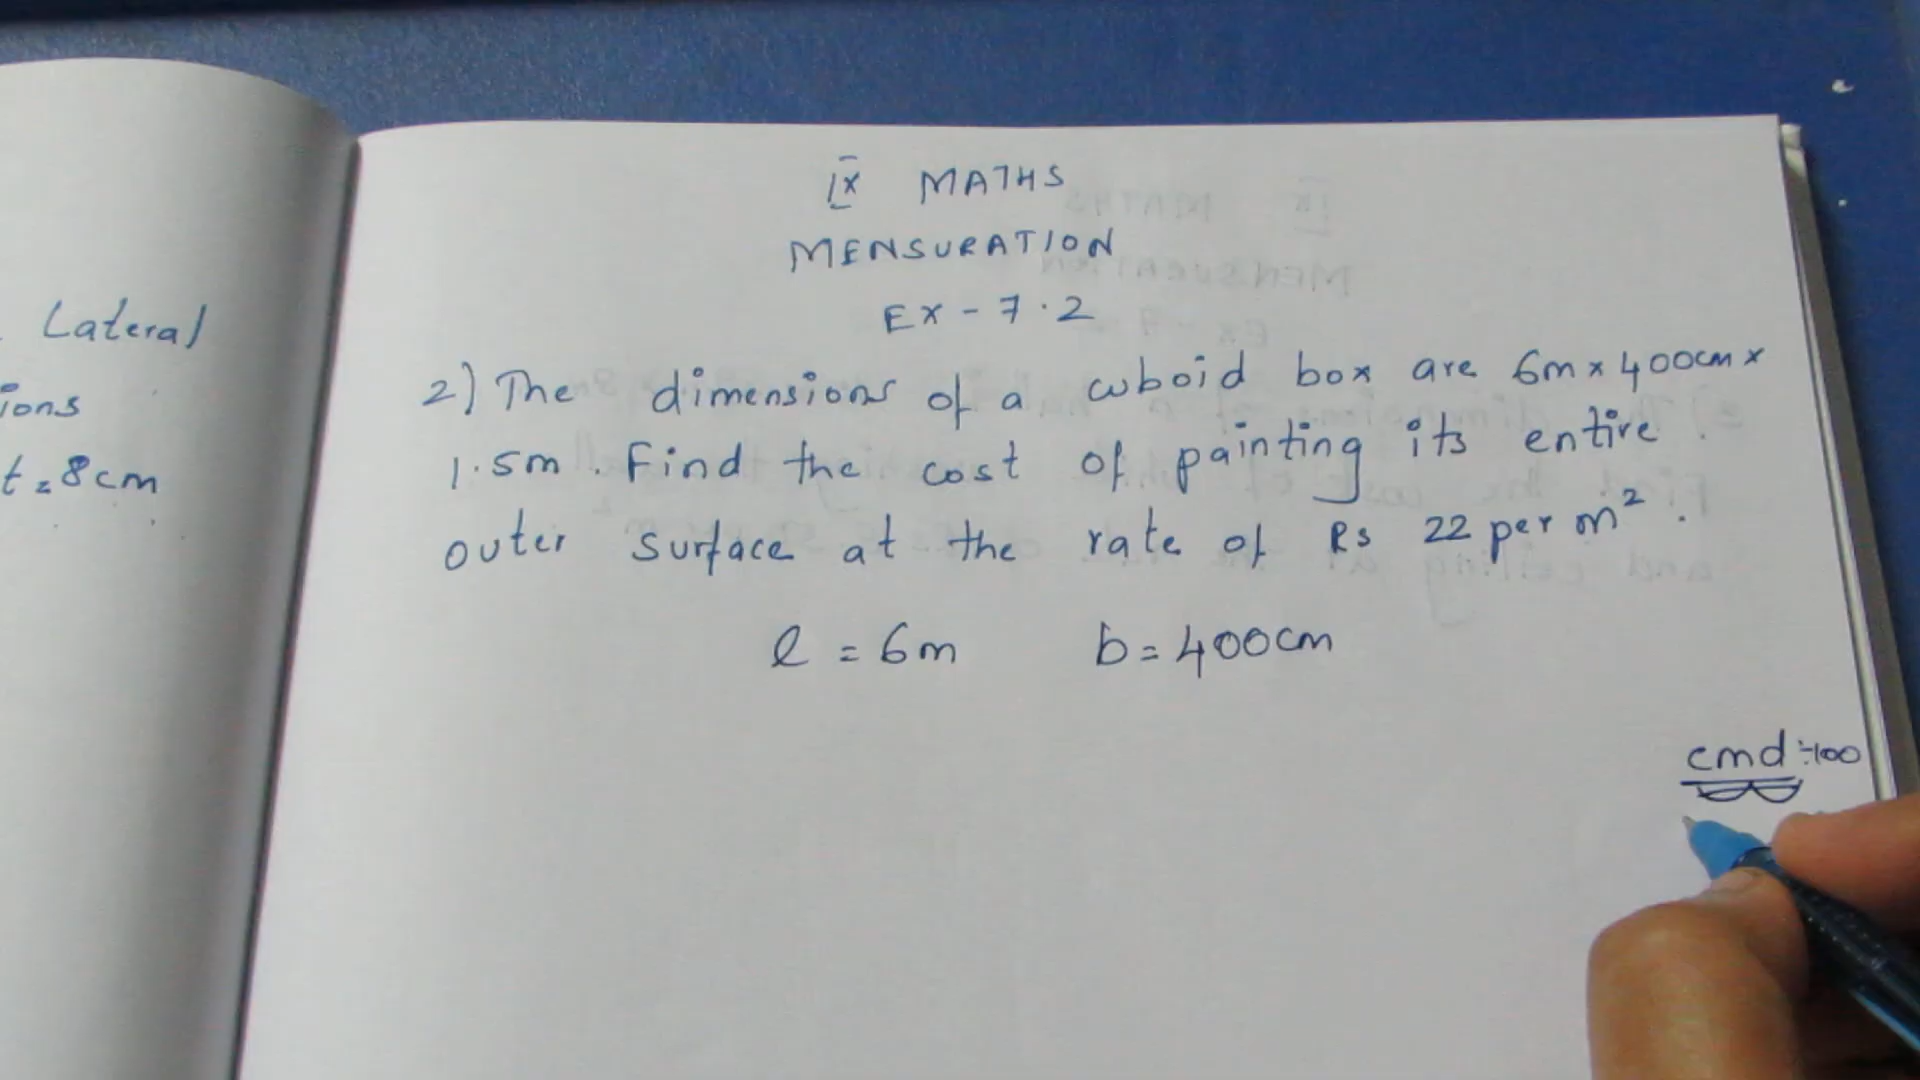 Lateral
ions
t = 8cm
IX MATHS
MENSURATION
EX - 7.2
2) The dimensions of a cuboid box are 6m x 400cm x
1.5m. Find the cost of painting its entire
outer surface at the rate of Rs 22 per m².
l = 6m b = 400cm
cmd ÷100